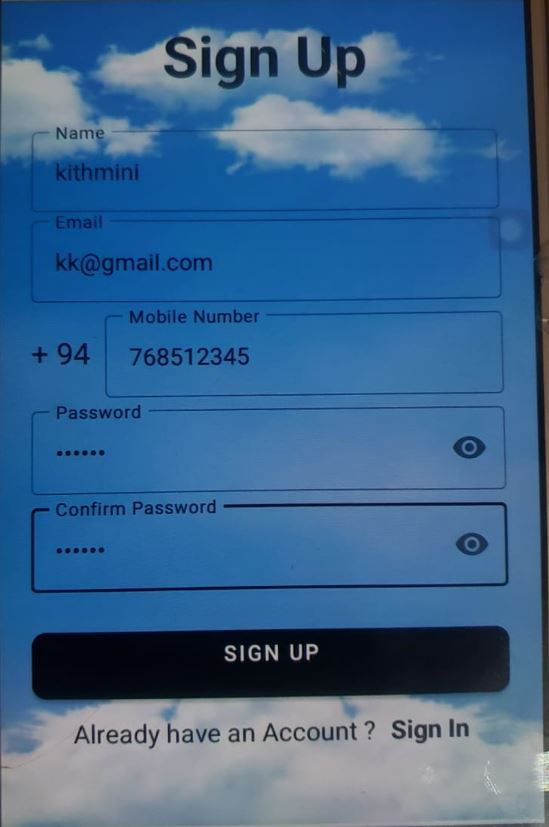 Sign Up
Name
kithmini
Email
kk@gmail.com
Mobile Number
+ 94 768512345
Password
••••••
Confirm Password
••••••
SIGN UP
Already have an Account ? Sign In